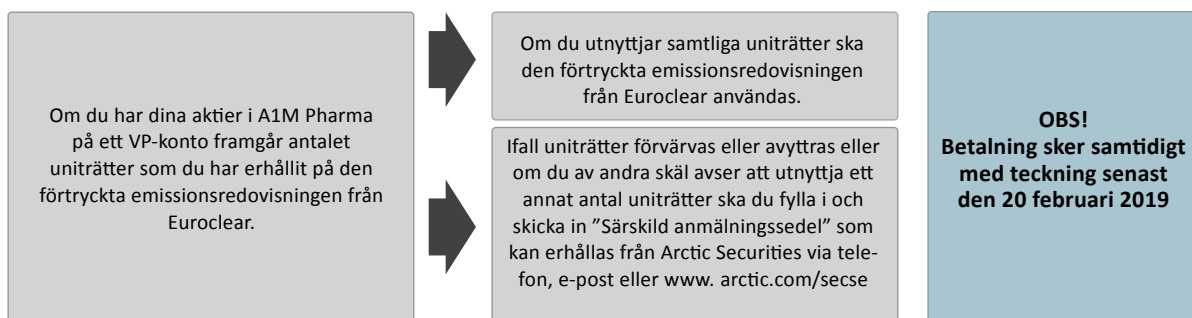 Om du har dina aktier i A1M Pharma
på ett VP-konto framgår antalet
uniträtter som du har erhållit på den
förtryckta emissionsredovisningen från
Euroclear.
Om du utnyttjar samtliga uniträtter ska
den förtryckta emissionsredovisningen
från Euroclear användas.
Ifall uniträtter förvärvas eller avyttras eller
om du av andra skäl avser att utnyttja ett
annat antal uniträtter ska du fylla i och
skicka in ”Särskild anmälningssedel” som
kan erhållas från Arctic Securities via tele-
fon, e-post eller www. arctic.com/secse
OBS!
Betalning sker samtidigt
med teckning senast
den 20 februari 2019